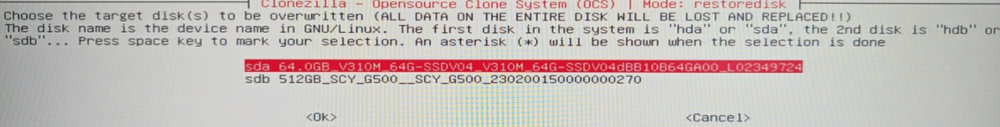 Clonezilla - Opensource Clone System (OCS) | Mode: restoredisk
Choose the target disk(s) to be overwritten (ALL DATA ON THE ENTIRE DISK WILL BE LOST AND REPLACED!!)
The disk name is the device name in GNU/Linux. The first disk in the system is "hda" or "sda", the 2nd disk is "hdb" or
"sdb"... Press space key to mark your selection. An asterisk (*) will be shown when the selection is done
sda 64.0GB_V310M_64G-SSDV04_V310M_64G-SSDV04dBB10B64GA00_L02349724
sdb 512GB_SCY_G500__SCY_G500_230200150000000270
<Ok> <Cancel>